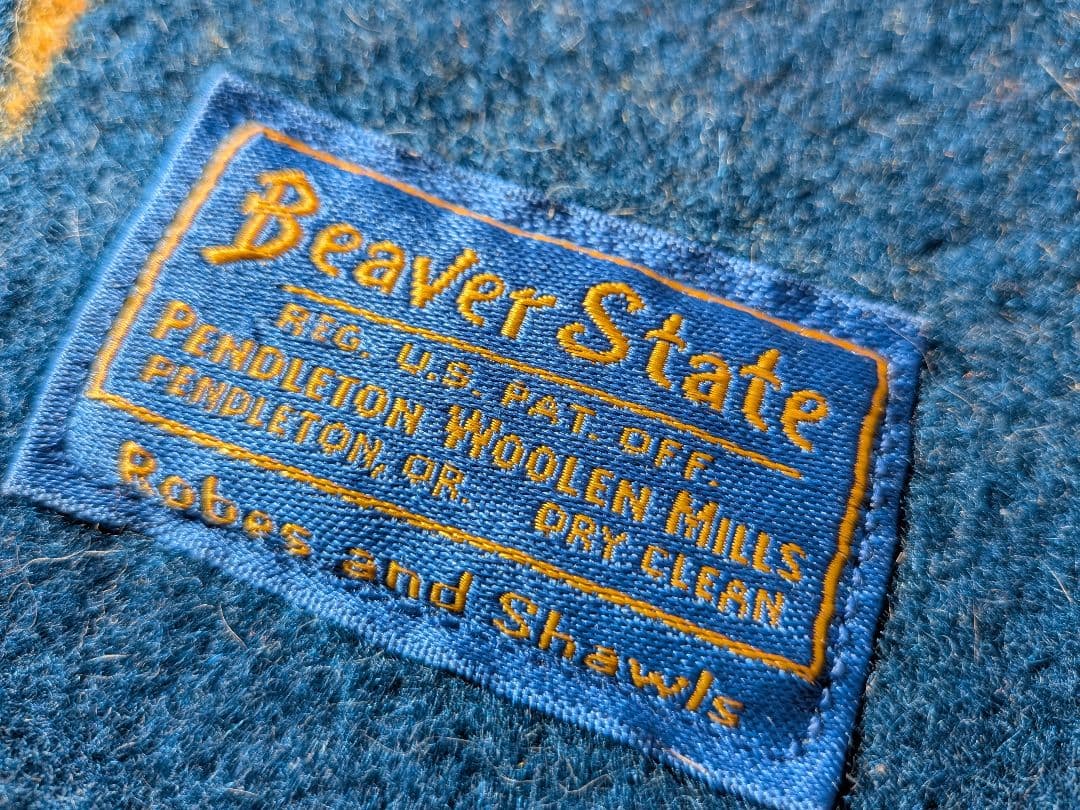 Beaver State
REG. U.S. PAT. OFF.
PENDLETON WOOLEN MILLS
PENDLETON, OR. DRY CLEAN
Robes and Shawls